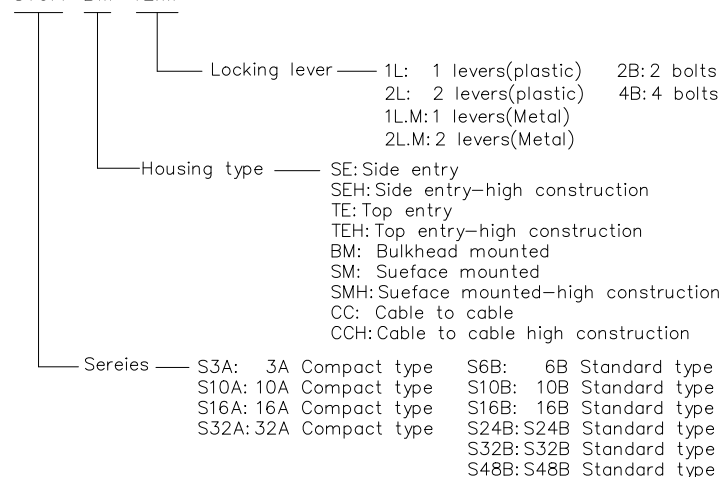 Locking lever 1L: 1 levers(plastic) 2B: 2 bolts
2L: 2 levers(plastic) 4B: 4 bolts
1L.M: 1 levers(Metal)
2L.M: 2 levers(Metal)
Housing type SE: Side entry
SEH: Side entry-high construction
TE: Top entry
TEH: Top entry-high construction
BM: Bulkhead mounted
SM: Sueface mounted
SMH: Sueface mounted-high construction
CC: Cable to cable
CCH: Cable to cable high construction
Sereies S3A: 3A Compact type S6B: 6B Standard type
S10A: 10A Compact type S10B: 10B Standard type
S16A: 16A Compact type S16B: 16B Standard type
S32A: 32A Compact type S24B: S24B Standard type
S32B: S32B Standard type
S48B: S48B Standard type